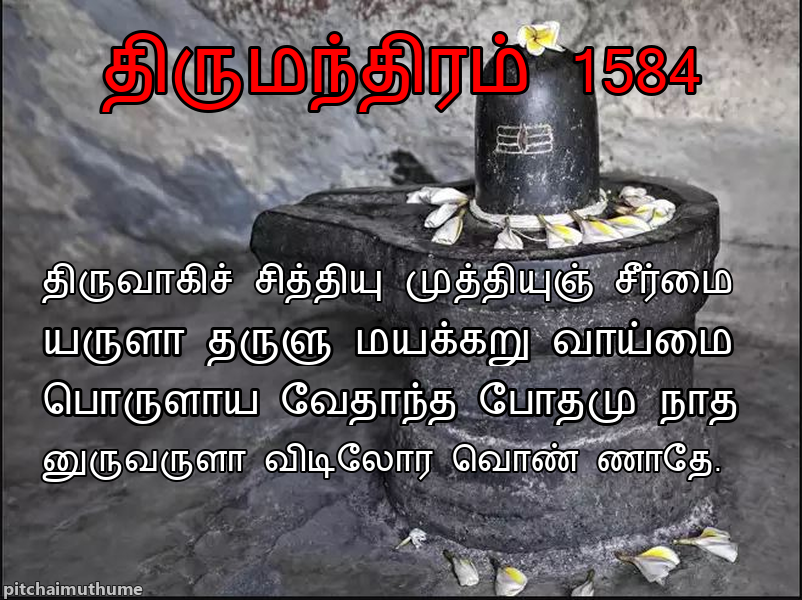 திருமந்திரம் 1584
திருவாகிச் சித்தியு முத்தியுஞ் சீர்மை
யருளா தருளு மயக்கறு வாய்மை
பொருளாய வேதாந்த போதமு நாத
னுருவருளா விடிலோர வொண் ணாதே.
pitchaimuthume